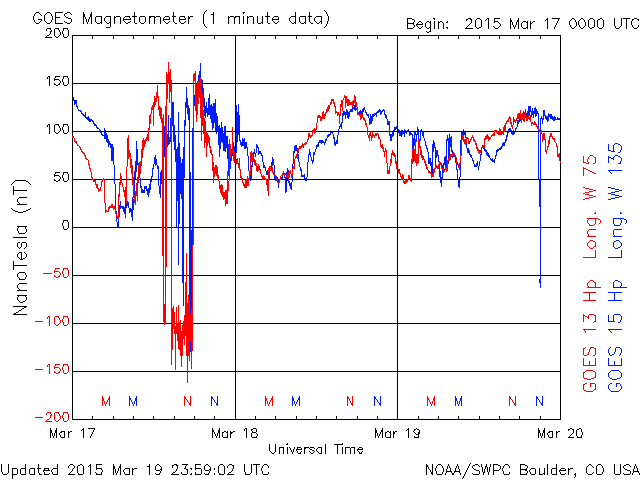 GOES Magnetometer (1 minute data)
Begin: 2015 Mar 17 0000 UTC
200
150
100
50
0
-50
-100
-150
-200
NanoTesla (nT)
M M N N M M N N M M N N
Mar 17 Mar 18 Mar 19 Mar 20
Universal Time
GOES 13 Hp Long. W 75
GOES 15 Hp Long. W 135
Updated 2015 Mar 19 23:59:02 UTC
NOAA/SWPC Boulder, CO USA